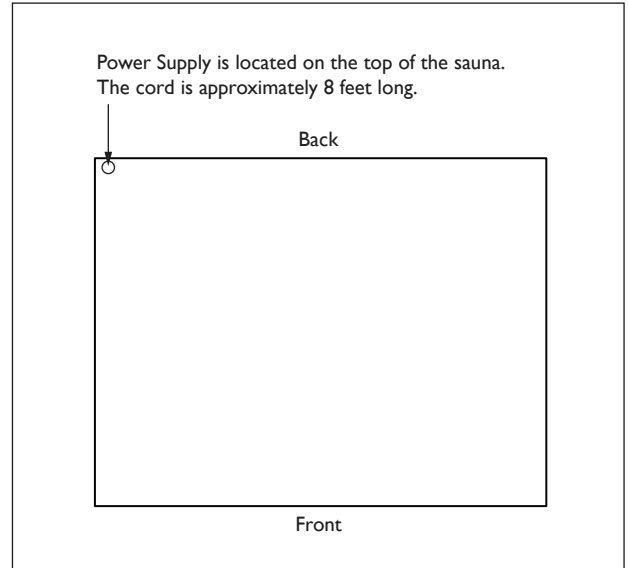 Power Supply is located on the top of the sauna.
The cord is approximately 8 feet long.
Back
Front